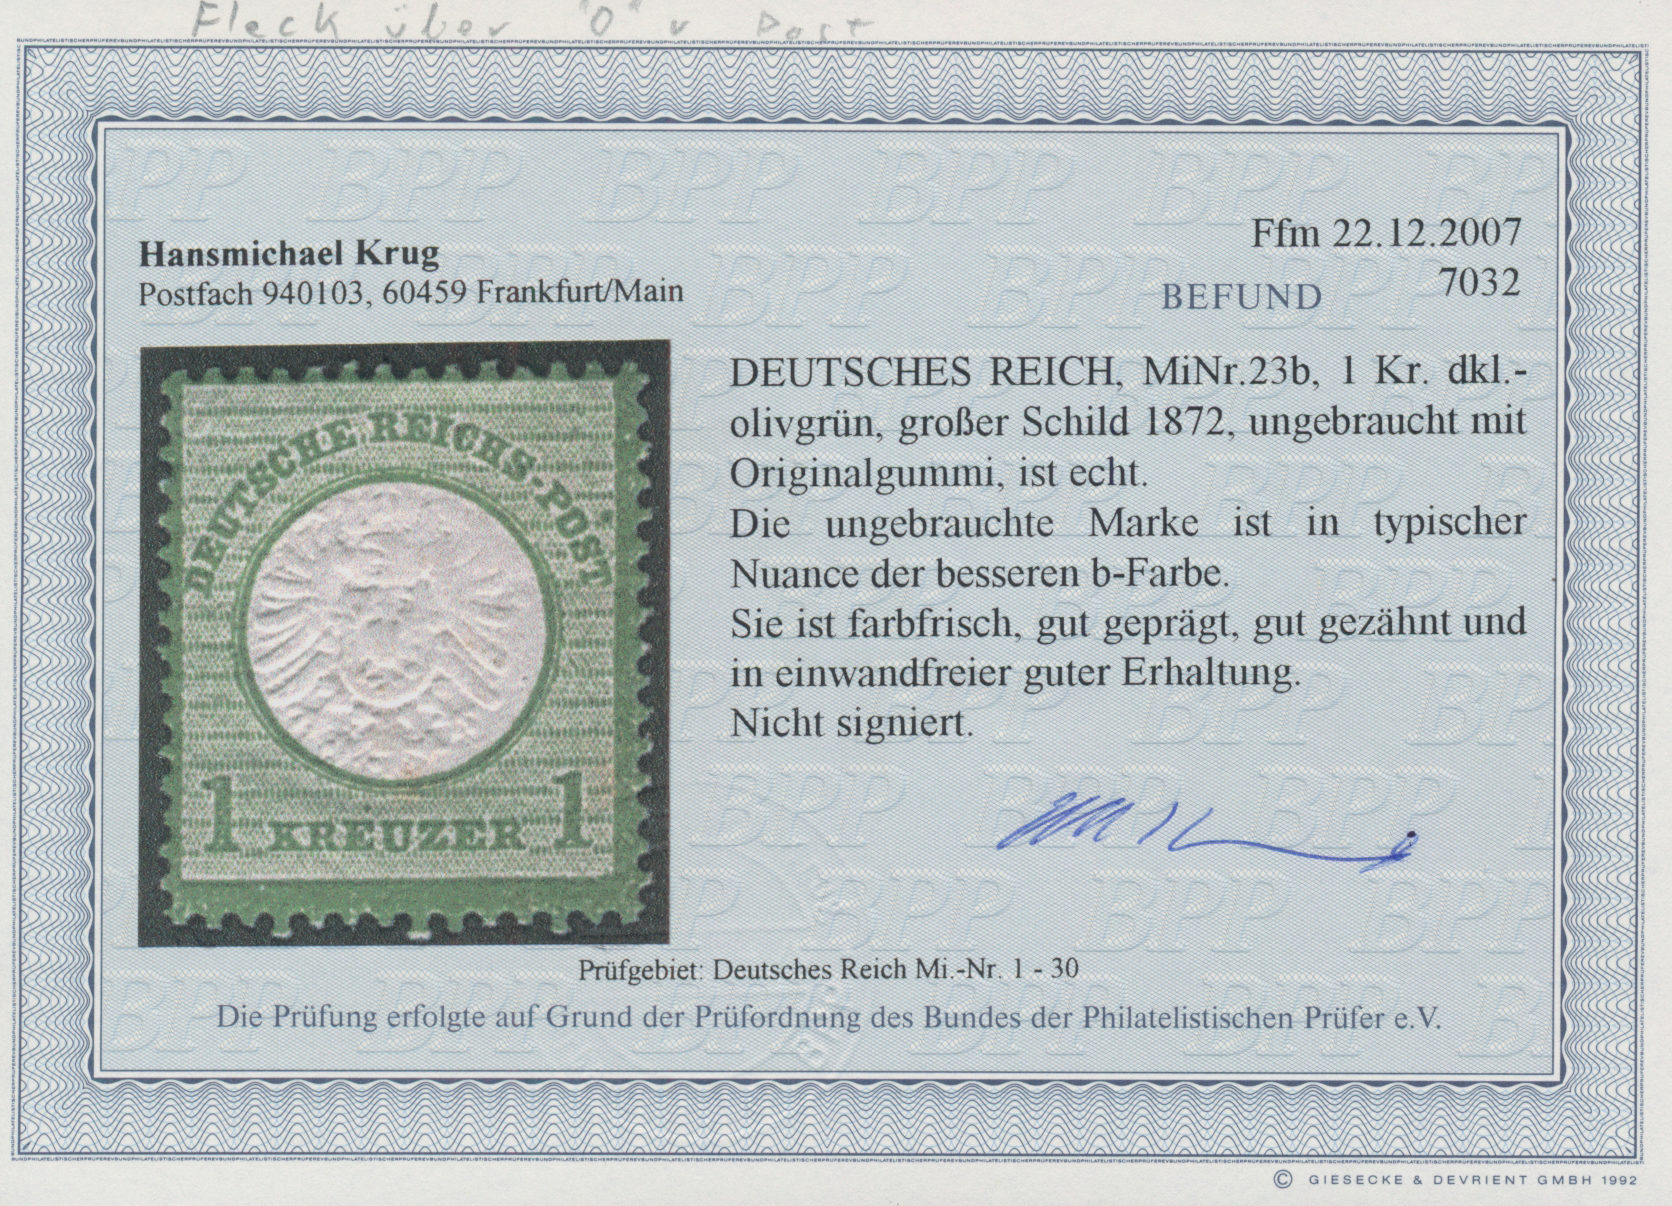 Fleck über "O" v Post
Hansmichael Krug
Postfach 940103, 60459 Frankfurt/Main
Ffm 22.12.2007
BEFUND
7032
DEUTSCHE REICHS-POST
1 KREUZER 1
DEUTSCHES REICH, MiNr.23b, 1 Kr. dkl.-
olivgrün, großer Schild 1872, ungebraucht mit
Originalgummi, ist echt.
Die ungebrauchte Marke ist in typischer
Nuance der besseren b-Farbe.
Sie ist farbfrisch, gut geprägt, gut gezähnt und
in einwandfreier guter Erhaltung.
Nicht signiert.
Prüfgebiet: Deutsches Reich Mi.-Nr. 1 - 30
Die Prüfung erfolgte auf Grund der Prüfordnung des Bundes der Philatelistischen Prüfer e.V.
© GIESECKE & DEVRIENT GMBH 1992